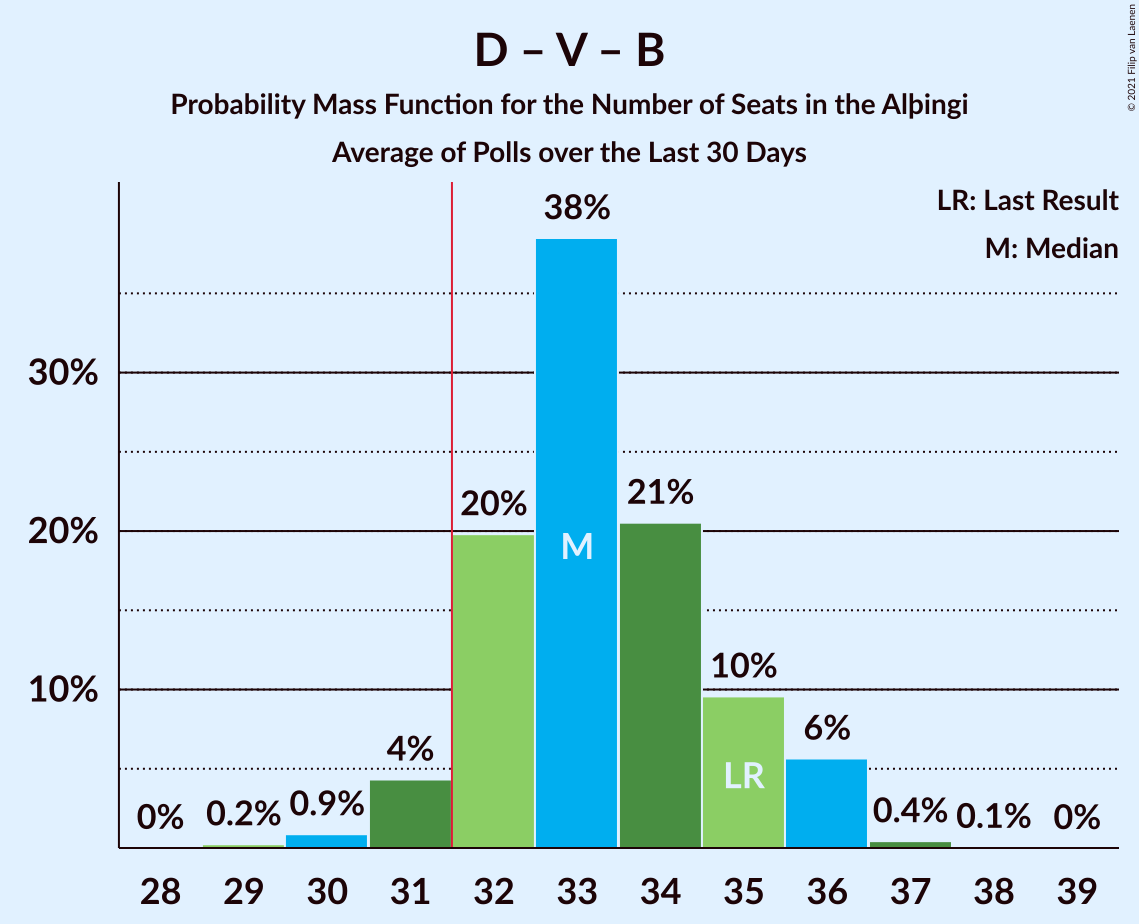 D – V – B
Probability Mass Function for the Number of Seats in the Alþingi
Average of Polls over the Last 30 Days
© 2021 Filip van Laenen
LR: Last Result
M: Median
38%
30%
20%
21%
20%
M
10%
10%
6%
4%
LR
0%
0.2%
0.9%
0.4%
0.1%
0%
28 29 30 31 32 33 34 35 36 37 38 39